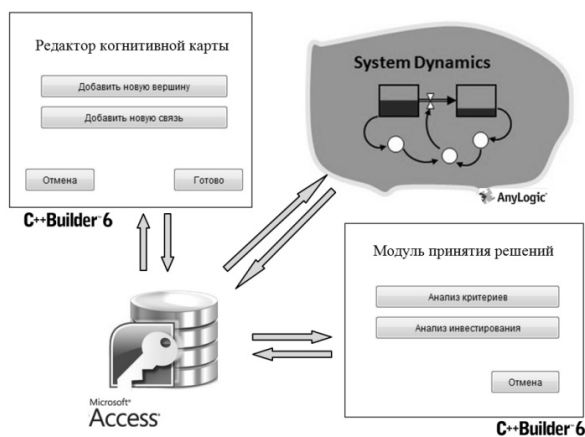 Редактор когнитивной карты
Добавить новую вершину
Добавить новую связь
Отмена
Готово
C++Builder 6
System Dynamics
AnyLogic
Модуль принятия решений
Анализ критериев
Анализ инвестирования
Отмена
C++Builder 6
Microsoft
Access